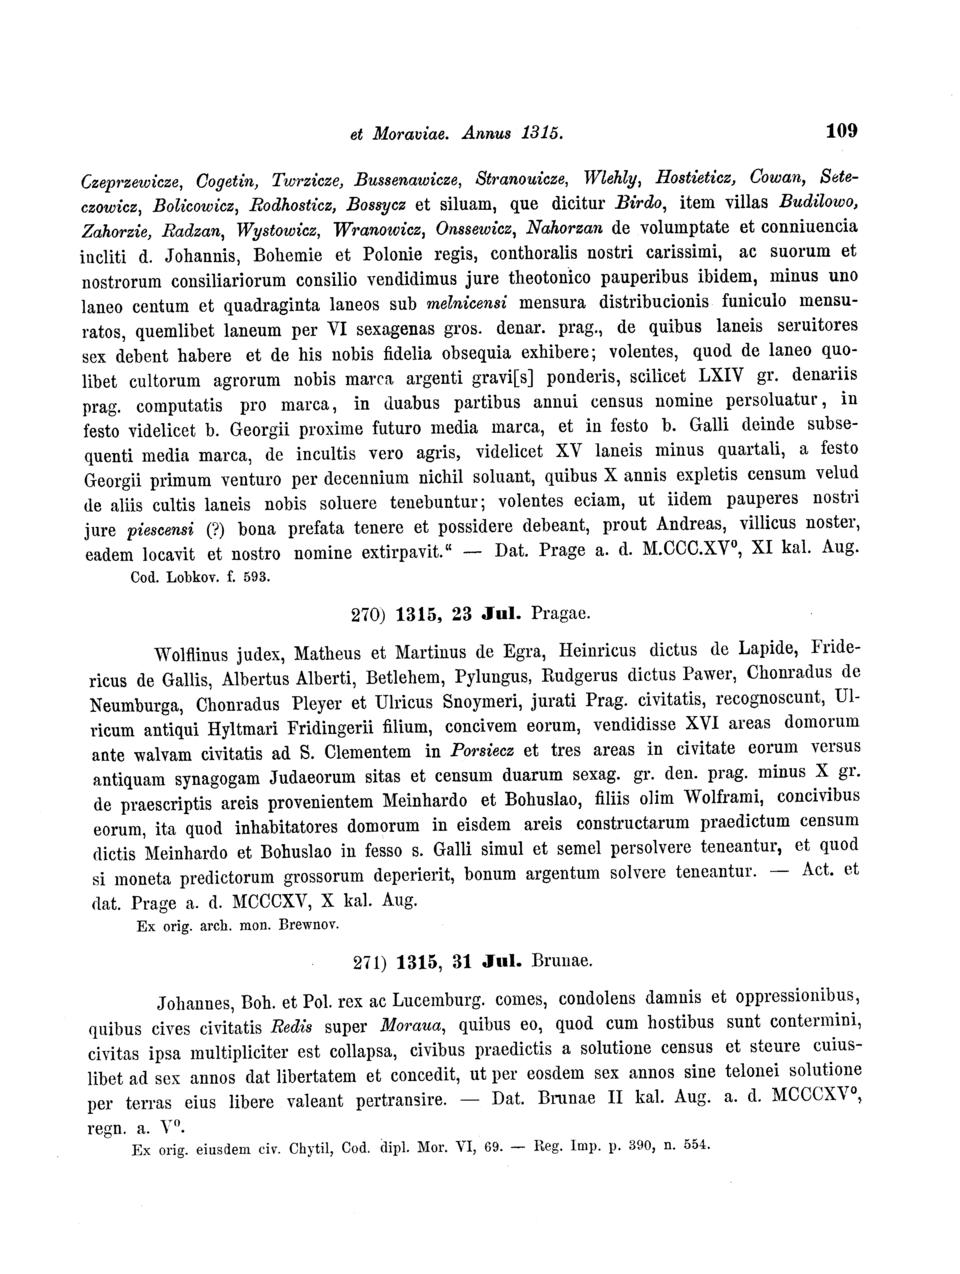 et Moraviae. Annus 1315. 109
Czeprzewicze, Cogetin, Twrzicze, Bussenawicze, Stranouicze, Wlehly, Hostieticz, Cowan, Sete-
czowicz, Bolicowicz, Rodhosticz, Bossycz et siluam, que dicitur Birdo, item villas Budilowo,
Zahorzie, Radzan, Wystowicz, Wranowicz, Onssewicz, Nahorzan de volumptate et conniuencia
incliti d. Johannis, Bohemie et Polonie regis, conthoralis nostri carissimi, ac suorum et
nostrorum consiliariorum consilio vendidimus jure theotonico pauperibus ibidem, minus uno
laneo centum et quadraginta laneos sub melnicensi mensura distribucionis funiculo mensu-
ratos, quemlibet laneum per VI sexagenas gros. denar. prag., de quibus laneis seruitores
sex debent habere et de his nobis fidelia obsequia exhibere; volentes, quod de laneo quo-
libet cultorum agrorum nobis marca argenti gravi[s] ponderis, scilicet LXIV gr. denariis
prag. computatis pro marca, in duabus partibus annui census nomine persoluatur, in
festo videlicet b. Georgii proxime futuro media marca, et in festo b. Galli deinde subse-
quenti media marca, de incultis vero agris, videlicet XV laneis minus quartali, a festo
Georgii primum venturo per decennium nichil soluant, quibus X annis expletis censum velud
de aliis cultis laneis nobis soluere tenebuntur; volentes eciam, ut iidem pauperes nostri
jure piescensi (?) bona prefata tenere et possidere debeant, prout Andreas, villicus noster,
eadem locavit et nostro nomine extirpavit.“ — Dat. Prage a. d. M.CCC.XV⁰, XI kal. Aug.
Cod. Lobkov. f. 593.
270) 1315, 23 Jul. Pragae.
Wolflinus judex, Matheus et Martinus de Egra, Heinricus dictus de Lapide, Fride-
ricus de Gallis, Albertus Alberti, Betlehem, Pylungus, Rudgerus dictus Pawer, Chonradus de
Neumburga, Chonradus Pleyer et Ulricus Snoymeri, jurati Prag. civitatis, recognoscunt, Ul-
ricum antiqui Hyltmari Fridingerii filium, concivem eorum, vendidisse XVI areas domorum
ante walvam civitatis ad S. Clementem in Porsiecz et tres areas in civitate eorum versus
antiquam synagogam Judaeorum sitas et censum duarum sexag. gr. den. prag. minus X gr.
de praescriptis areis provenientem Meinhardo et Bohuslao, filiis olim Wolframi, concivibus
eorum, ita quod inhabitatores domorum in eisdem areis constructarum praedictum censum
dictis Meinhardo et Bohuslao in fesso s. Galli simul et semel persolvere teneantur, et quod
si moneta predictorum grossorum deperierit, bonum argentum solvere teneantur. — Act. et
dat. Prage a. d. MCCCXV, X kal. Aug.
Ex orig. arch. mon. Brewnov.
271) 1315, 31 Jul. Brunae.
Johannes, Boh. et Pol. rex ac Lucemburg. comes, condolens damnis et oppressionibus,
quibus cives civitatis Redis super Moraua, quibus eo, quod cum hostibus sunt contermini,
civitas ipsa multipliciter est collapsa, civibus praedictis a solutione census et steure cuius-
libet ad sex annos dat libertatem et concedit, ut per eosdem sex annos sine telonei solutione
per terras eius libere valeant pertransire. — Dat. Brunae II kal. Aug. a. d. MCCCXV⁰,
regn. a. V⁰.
Ex orig. eiusdem civ. Chytil, Cod. dipl. Mor. VI, 69. — Reg. Imp. p. 390, n. 554.